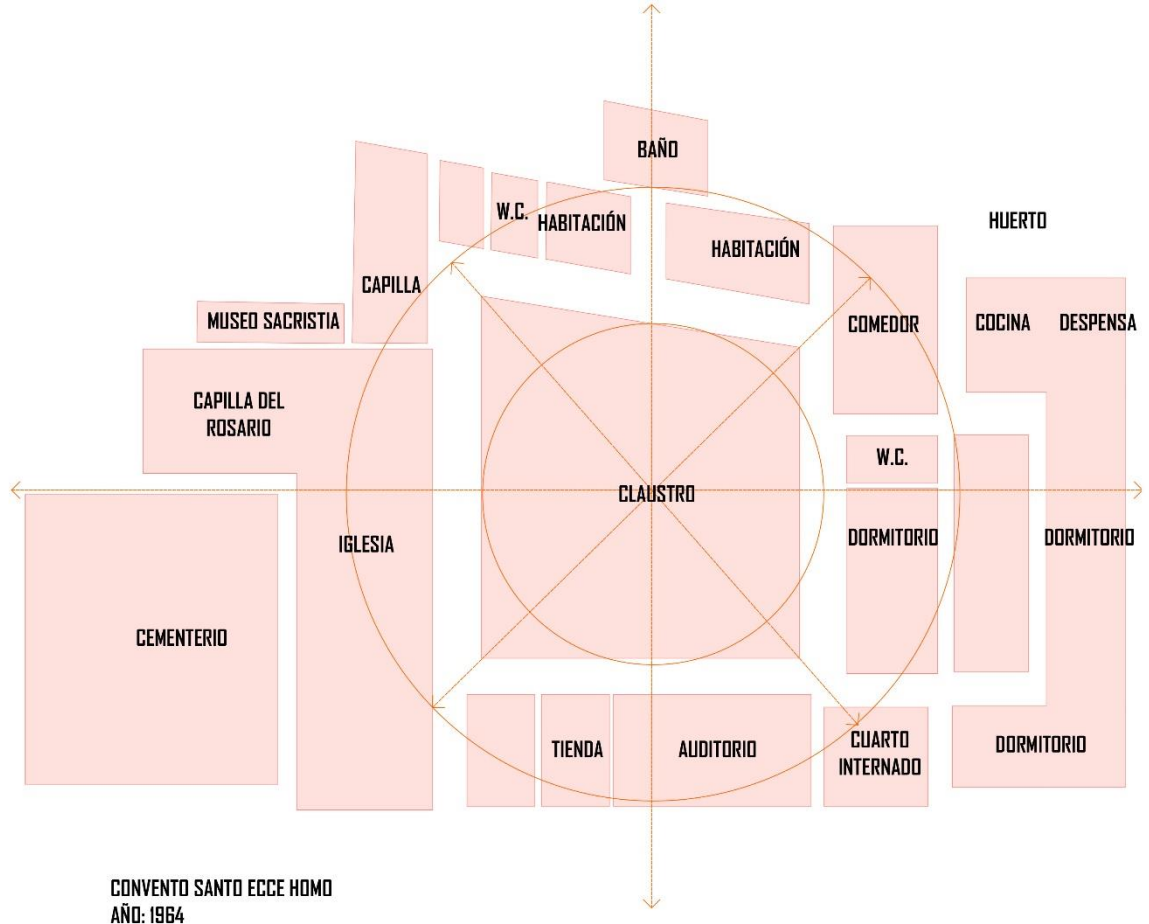 BAÑO
W.C.
HABITACIÓN
HABITACIÓN
HUERTO
CAPILLA
MUSEO SACRISTIA
COMEDOR
COCINA
DESPENSA
CAPILLA DEL
ROSARIO
W.C.
CLAUSTRO
IGLESIA
DORMITORIO
DORMITORIO
CEMENTERIO
TIENDA
AUDITORIO
CUARTO
INTERNADO
DORMITORIO
CONVENTO SANTO ECCE HOMO
AÑO: 1964